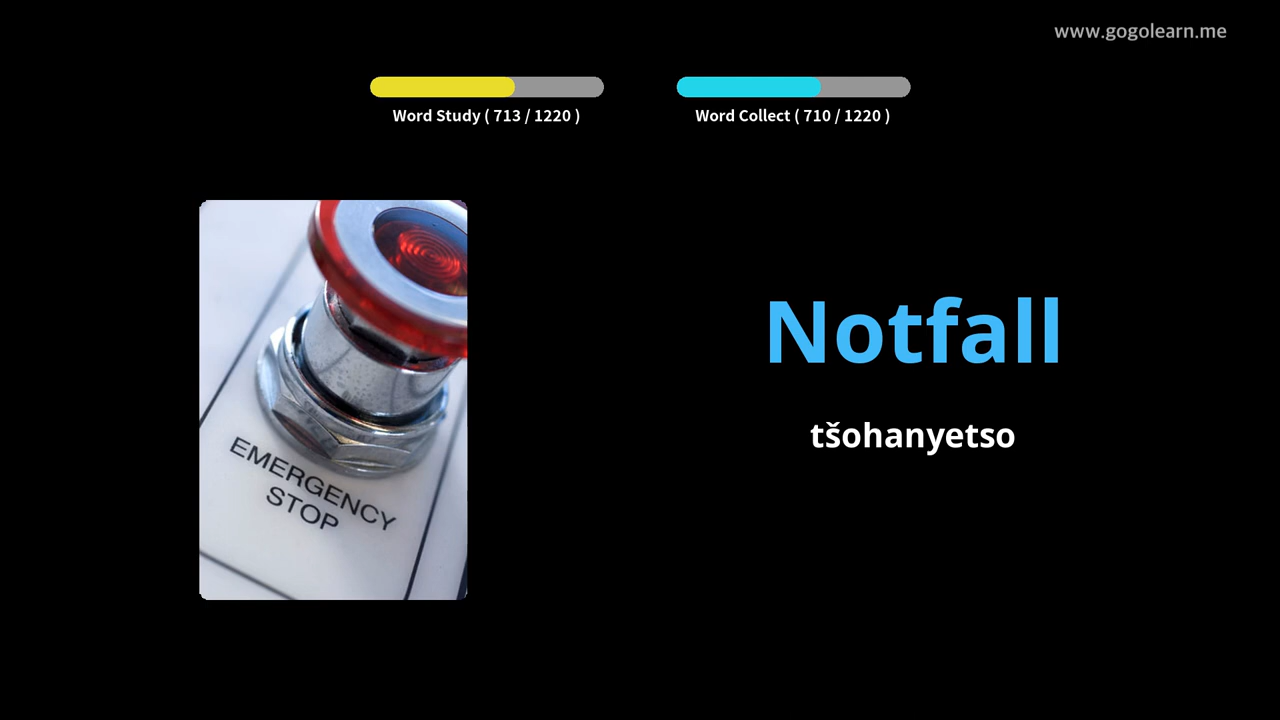 www.gogolearn.me
Word Study ( 713 / 1220 )
Word Collect ( 710 / 1220 )
Notfall
tšohanyetso
EMERGENCY
STOP